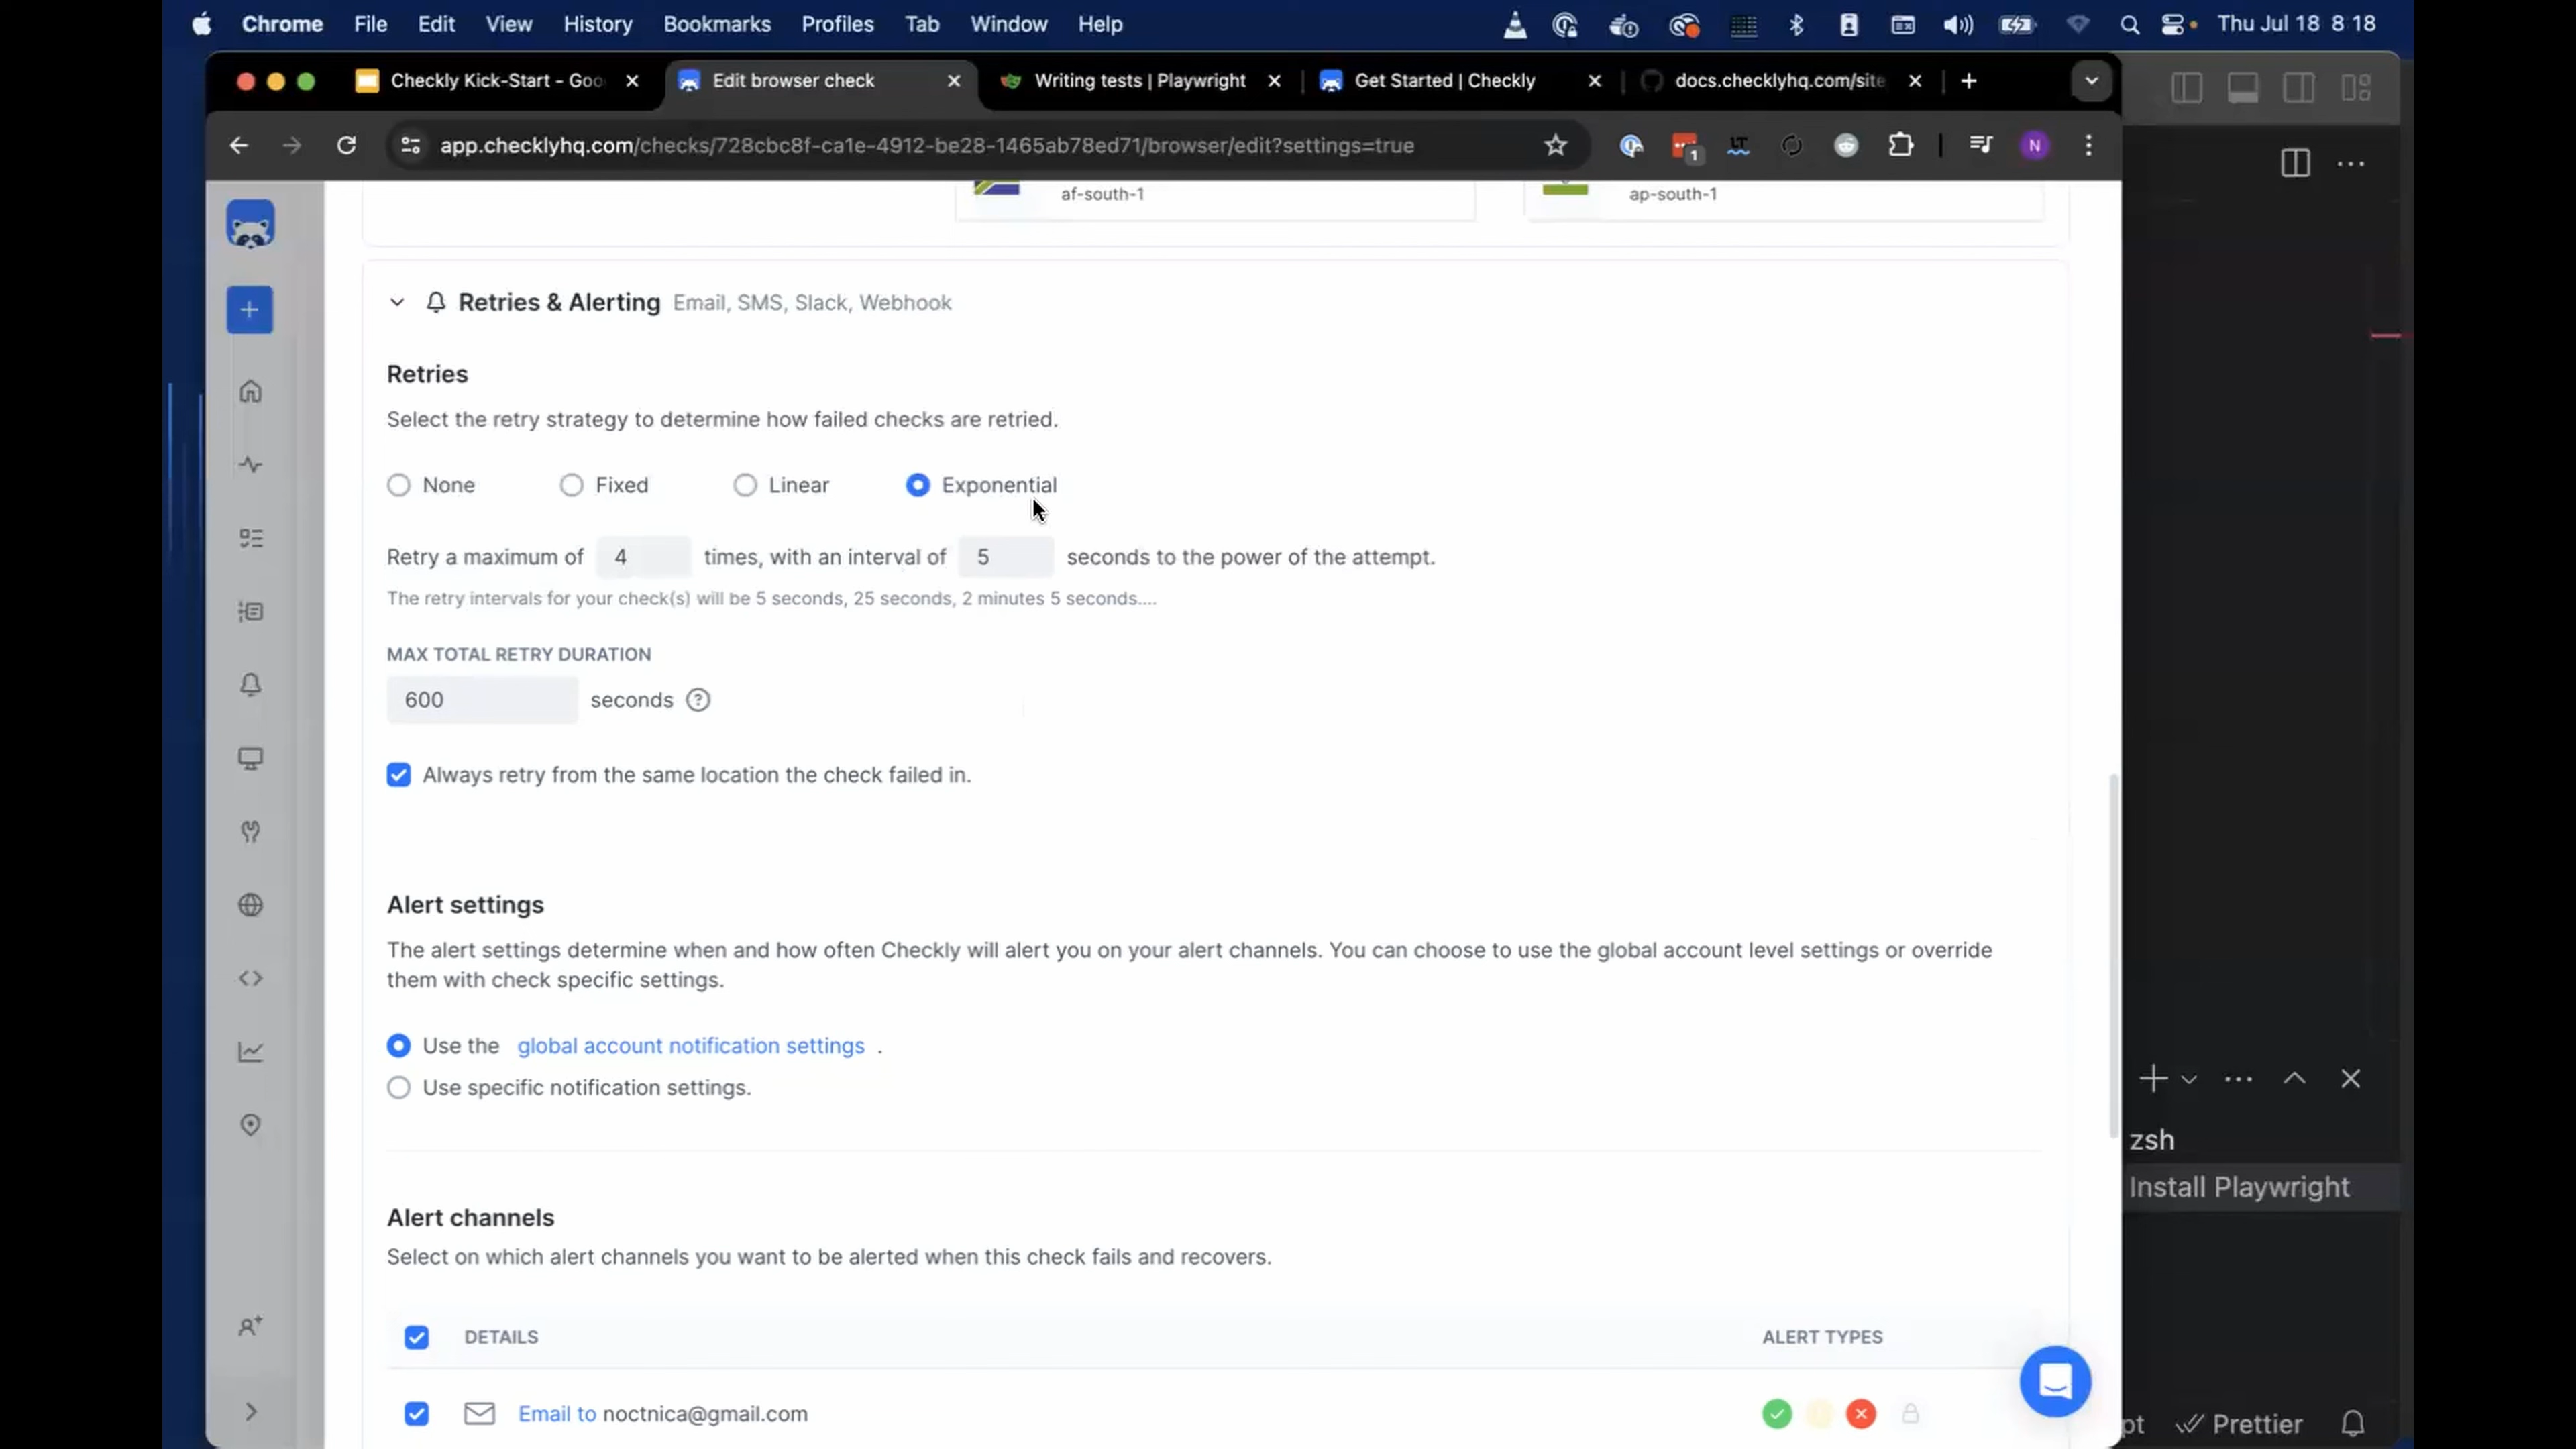 Chrome File Edit View History Bookmarks Profiles Tab Window Help Thu Jul 18 8:18
Checkly Kick-Start - Goo Edit browser check Writing tests | Playwright Get Started | Checkly docs.checklyhq.com/site
app.checklyhq.com/checks/728cbc8f-ca1e-4912-be28-1465ab78ed71/browser/edit?settings=true 1 LT N
af-south-1 ap-south-1
Retries & Alerting Email, SMS, Slack, Webhook
Retries
Select the retry strategy to determine how failed checks are retried.
None Fixed Linear Exponential
Retry a maximum of 4 times, with an interval of 5 seconds to the power of the attempt.
The retry intervals for your check(s) will be 5 seconds, 25 seconds, 2 minutes 5 seconds....
MAX TOTAL RETRY DURATION
600 seconds ?
Always retry from the same location the check failed in.
Alert settings
The alert settings determine when and how often Checkly will alert you on your alert channels. You can choose to use the global account level settings or override
them with check specific settings.
Use the global account notification settings .
Use specific notification settings.
Alert channels
Select on which alert channels you want to be alerted when this check fails and recovers.
DETAILS ALERT TYPES
Email to noctnica@gmail.com
zsh
Install Playwright
pt Prettier